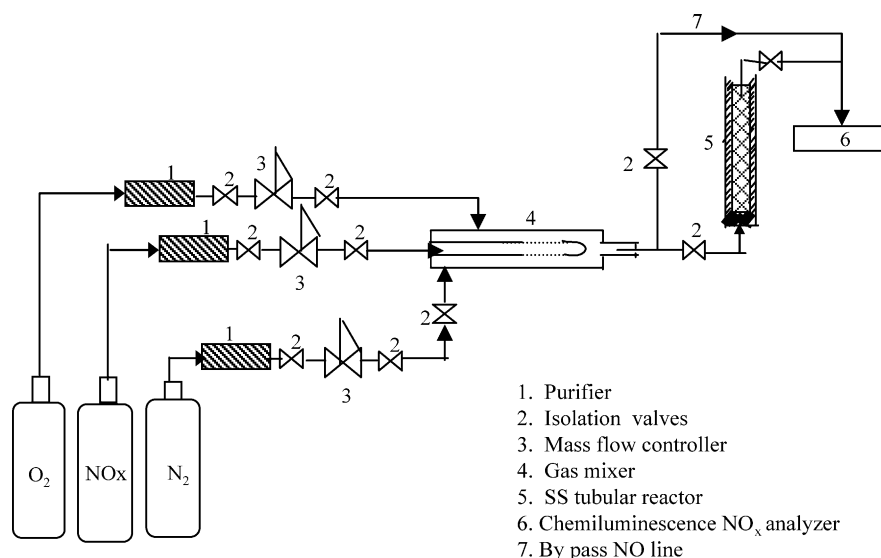 7
1
3
2
2
5
6
2
1
2
2
4
2
3
1
2
2
2
3
O2
NOx
N2
3
1. Purifier
2. Isolation valves
3. Mass flow controller
4. Gas mixer
5. SS tubular reactor
6. Chemiluminescence NOx analyzer
7. By pass NO line